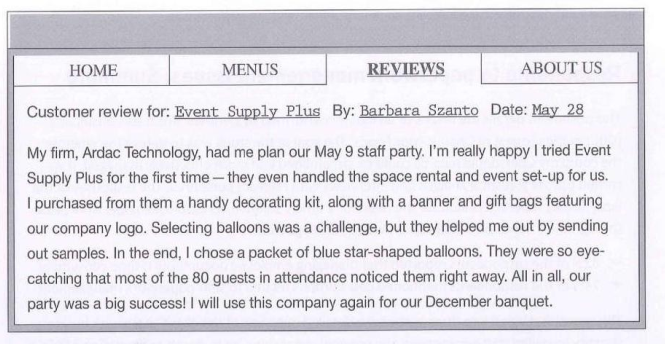 HOME MENUS REVIEWS ABOUT US
Customer review for: Event Supply Plus By: Barbara Szanto Date: May 28
My firm, Ardac Technology, had me plan our May 9 staff party. I'm really happy I tried Event
Supply Plus for the first time — they even handled the space rental and event set-up for us.
I purchased from them a handy decorating kit, along with a banner and gift bags featuring
our company logo. Selecting balloons was a challenge, but they helped me out by sending
out samples. In the end, I chose a packet of blue star-shaped balloons. They were so eye-
catching that most of the 80 guests in attendance noticed them right away. All in all, our
party was a big success! I will use this company again for our December banquet.